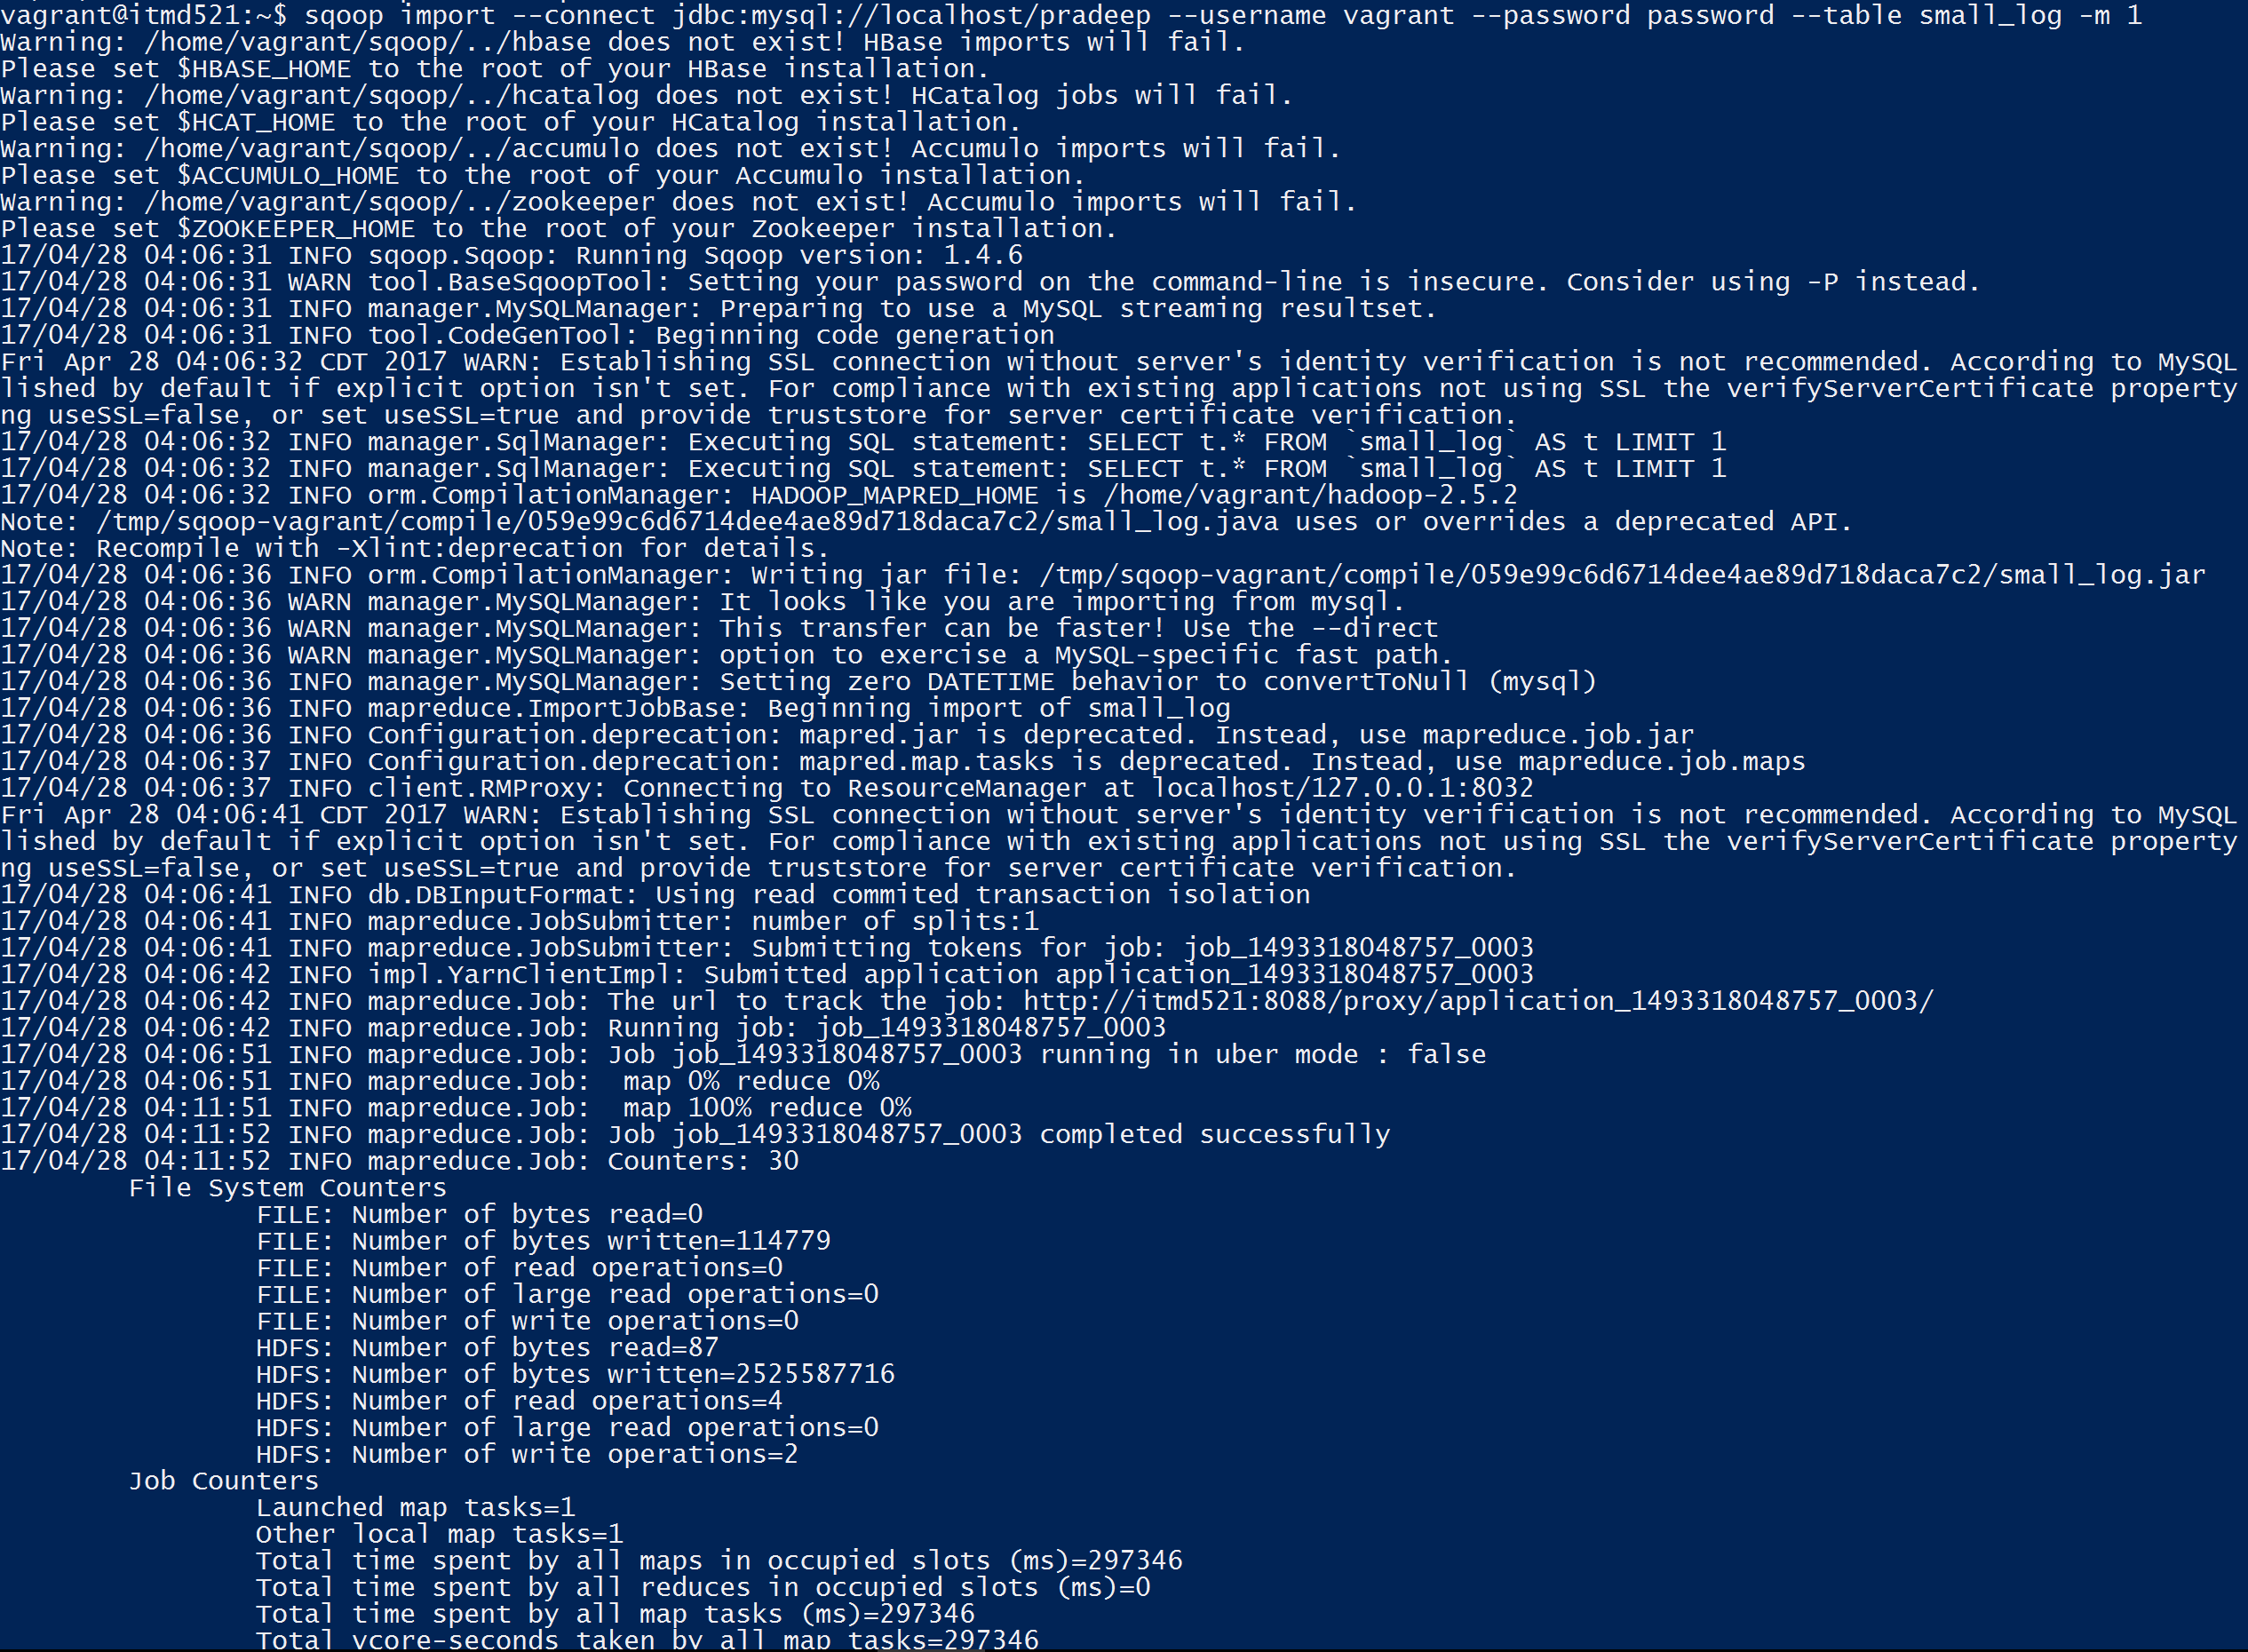 vagrant@itmd521:~$ sqoop import --connect jdbc:mysql://localhost/pradeep --username vagrant --password password --table small_log -m 1
Warning: /home/vagrant/sqoop/../hbase does not exist! HBase imports will fail.
Please set $HBASE_HOME to the root of your HBase installation.
Warning: /home/vagrant/sqoop/../hcatalog does not exist! HCatalog jobs will fail.
Please set $HCAT_HOME to the root of your HCatalog installation.
Warning: /home/vagrant/sqoop/../accumulo does not exist! Accumulo imports will fail.
Please set $ACCUMULO_HOME to the root of your Accumulo installation.
Warning: /home/vagrant/sqoop/../zookeeper does not exist! Accumulo imports will fail.
Please set $ZOOKEEPER_HOME to the root of your Zookeeper installation.
17/04/28 04:06:31 INFO sqoop.Sqoop: Running Sqoop version: 1.4.6
17/04/28 04:06:31 WARN tool.BaseSqoopTool: Setting your password on the command-line is insecure. Consider using -P instead.
17/04/28 04:06:31 INFO manager.MySQLManager: Preparing to use a MySQL streaming resultset.
17/04/28 04:06:31 INFO tool.CodeGenTool: Beginning code generation
Fri Apr 28 04:06:32 CDT 2017 WARN: Establishing SSL connection without server's identity verification is not recommended. According to MySQL
lished by default if explicit option isn't set. For compliance with existing applications not using SSL the verifyServerCertificate property
ng useSSL=false, or set useSSL=true and provide truststore for server certificate verification.
17/04/28 04:06:32 INFO manager.SqlManager: Executing SQL statement: SELECT t.* FROM `small_log` AS t LIMIT 1
17/04/28 04:06:32 INFO manager.SqlManager: Executing SQL statement: SELECT t.* FROM `small_log` AS t LIMIT 1
17/04/28 04:06:32 INFO orm.CompilationManager: HADOOP_MAPRED_HOME is /home/vagrant/hadoop-2.5.2
Note: /tmp/sqoop-vagrant/compile/059e99c6d6714dee4ae89d718daca7c2/small_log.java uses or overrides a deprecated API.
Note: Recompile with -Xlint:deprecation for details.
17/04/28 04:06:36 INFO orm.CompilationManager: Writing jar file: /tmp/sqoop-vagrant/compile/059e99c6d6714dee4ae89d718daca7c2/small_log.jar
17/04/28 04:06:36 WARN manager.MySQLManager: It looks like you are importing from mysql.
17/04/28 04:06:36 WARN manager.MySQLManager: This transfer can be faster! Use the --direct
17/04/28 04:06:36 WARN manager.MySQLManager: option to exercise a MySQL-specific fast path.
17/04/28 04:06:36 INFO manager.MySQLManager: Setting zero DATETIME behavior to convertToNull (mysql)
17/04/28 04:06:36 INFO mapreduce.ImportJobBase: Beginning import of small_log
17/04/28 04:06:36 INFO Configuration.deprecation: mapred.jar is deprecated. Instead, use mapreduce.job.jar
17/04/28 04:06:37 INFO Configuration.deprecation: mapred.map.tasks is deprecated. Instead, use mapreduce.job.maps
17/04/28 04:06:37 INFO client.RMProxy: Connecting to ResourceManager at localhost/127.0.0.1:8032
Fri Apr 28 04:06:41 CDT 2017 WARN: Establishing SSL connection without server's identity verification is not recommended. According to MySQL
lished by default if explicit option isn't set. For compliance with existing applications not using SSL the verifyServerCertificate property
ng useSSL=false, or set useSSL=true and provide truststore for server certificate verification.
17/04/28 04:06:41 INFO db.DBInputFormat: Using read commited transaction isolation
17/04/28 04:06:41 INFO mapreduce.JobSubmitter: number of splits:1
17/04/28 04:06:41 INFO mapreduce.JobSubmitter: Submitting tokens for job: job_1493318048757_0003
17/04/28 04:06:42 INFO impl.YarnClientImpl: Submitted application application_1493318048757_0003
17/04/28 04:06:42 INFO mapreduce.Job: The url to track the job: http://itmd521:8088/proxy/application_1493318048757_0003/
17/04/28 04:06:42 INFO mapreduce.Job: Running job: job_1493318048757_0003
17/04/28 04:06:51 INFO mapreduce.Job: Job job_1493318048757_0003 running in uber mode : false
17/04/28 04:06:51 INFO mapreduce.Job:  map 0% reduce 0%
17/04/28 04:11:51 INFO mapreduce.Job:  map 100% reduce 0%
17/04/28 04:11:52 INFO mapreduce.Job: Job job_1493318048757_0003 completed successfully
17/04/28 04:11:52 INFO mapreduce.Job: Counters: 30
File System Counters
FILE: Number of bytes read=0
FILE: Number of bytes written=114779
FILE: Number of read operations=0
FILE: Number of large read operations=0
FILE: Number of write operations=0
HDFS: Number of bytes read=87
HDFS: Number of bytes written=2525587716
HDFS: Number of read operations=4
HDFS: Number of large read operations=0
HDFS: Number of write operations=2
Job Counters
Launched map tasks=1
Other local map tasks=1
Total time spent by all maps in occupied slots (ms)=297346
Total time spent by all reduces in occupied slots (ms)=0
Total time spent by all map tasks (ms)=297346
Total vcore-seconds taken by all map tasks=297346